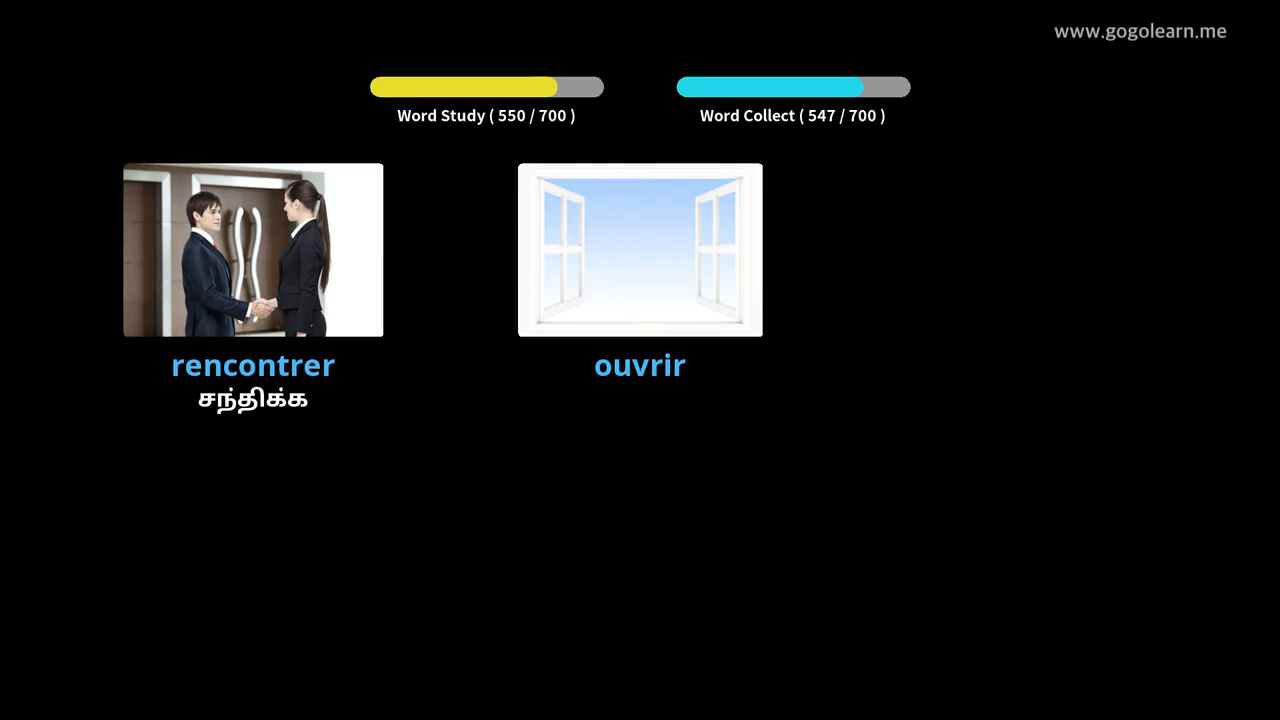 www.gogolearn.me
Word Study ( 550 / 700 )
Word Collect ( 547 / 700 )
rencontrer
சந்திக்க
ouvrir